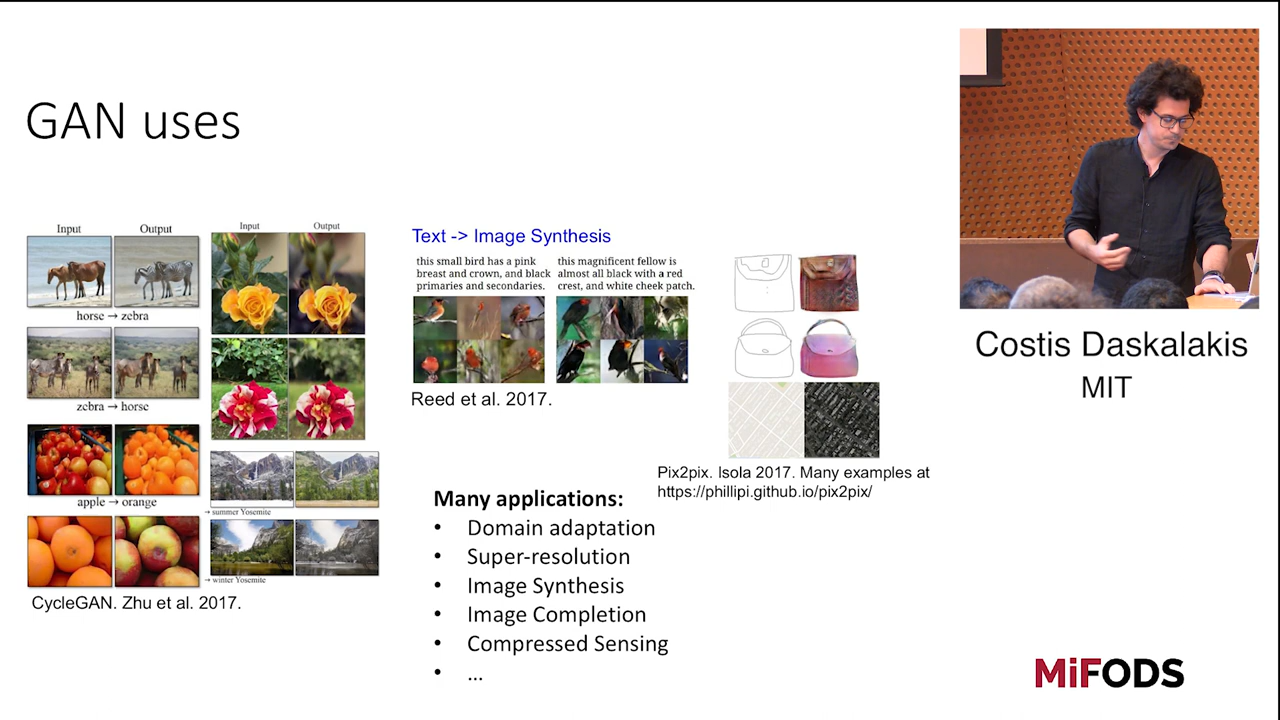 GAN uses
Input Output
horse → zebra
zebra → horse
apple → orange
Input Output
→ summer Yosemite
→ winter Yosemite
CycleGAN. Zhu et al. 2017.
Text -> Image Synthesis
this small bird has a pink
breast and crown, and black
primaries and secondaries.
this magnificent fellow is
almost all black with a red
crest, and white cheek patch.
Reed et al. 2017.
Pix2pix. Isola 2017. Many examples at
https://phillipi.github.io/pix2pix/
Many applications:
• Domain adaptation
• Super-resolution
• Image Synthesis
• Image Completion
• Compressed Sensing
• ...
Costis Daskalakis
MIT
MiFODS